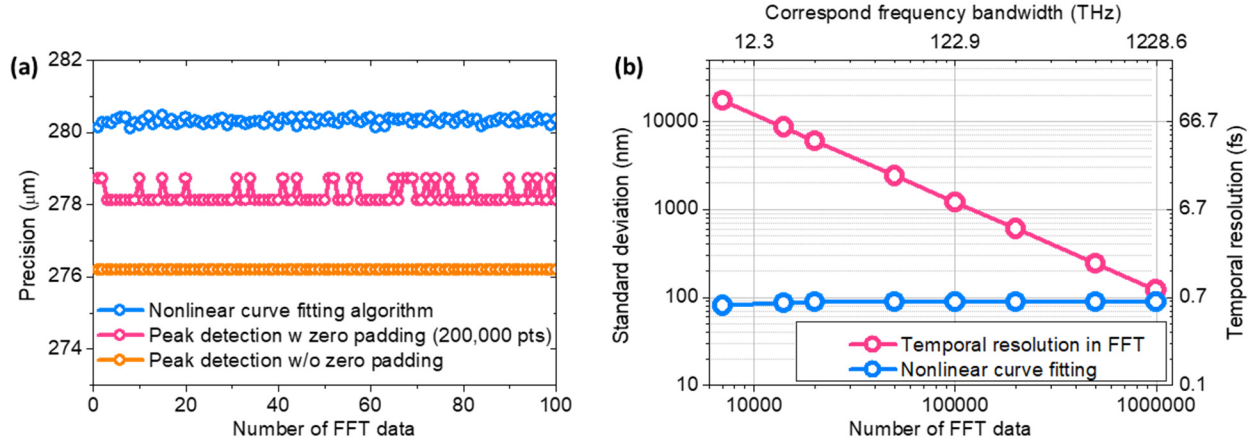 (a)
282
280
278
276
274
Precision (μm)
Nonlinear curve fitting algorithm
Peak detection w zero padding (200,000 pts)
Peak detection w/o zero padding
0 20 40 60 80 100
Number of FFT data
Correspond frequency bandwidth (THz)
12.3 122.9 1228.6
(b)
10000
1000
100
10
Standard deviation (nm)
66.7
6.7
0.7
0.1
Temporal resolution (fs)
Temporal resolution in FFT
Nonlinear curve fitting
10000 100000 1000000
Number of FFT data